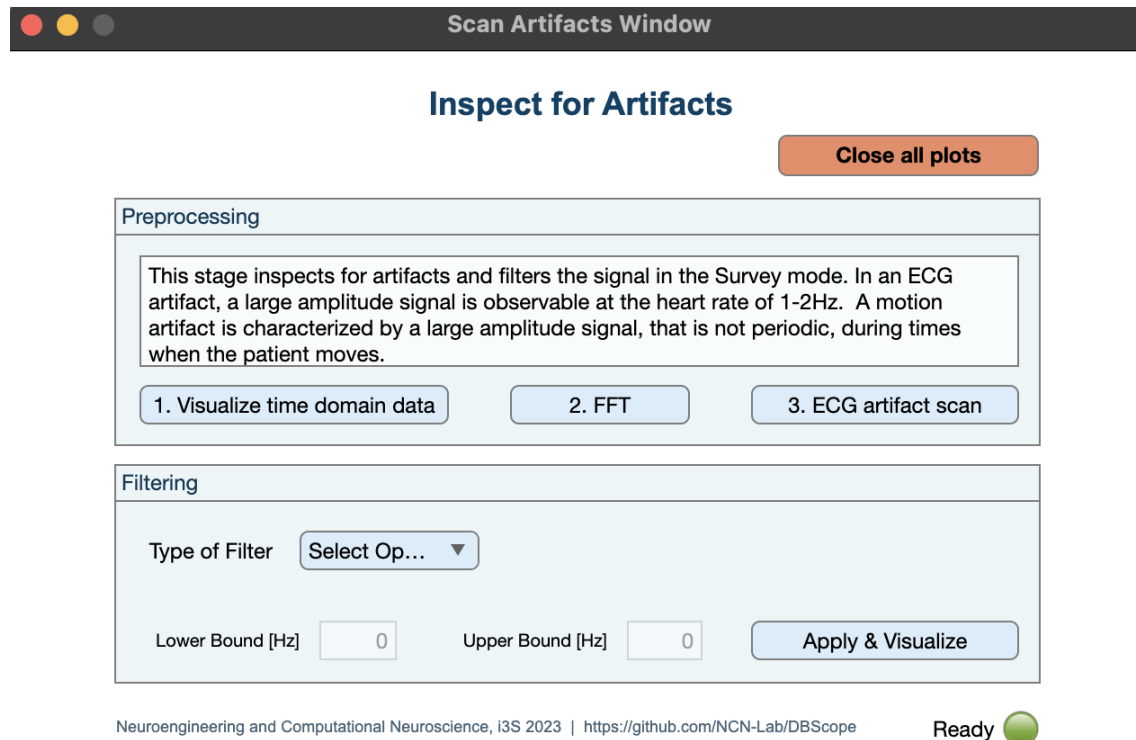 Scan Artifacts Window
Inspect for Artifacts
Close all plots
Preprocessing
This stage inspects for artifacts and filters the signal in the Survey mode. In an ECG
artifact, a large amplitude signal is observable at the heart rate of 1-2Hz.  A motion
artifact is characterized by a large amplitude signal, that is not periodic, during times
when the patient moves.
1. Visualize time domain data
2. FFT
3. ECG artifact scan
Filtering
Type of Filter
Select Op...
Lower Bound [Hz]
0
Upper Bound [Hz]
0
Apply & Visualize
Neuroengineering and Computational Neuroscience, i3S 2023 | https://github.com/NCN-Lab/DBScope
Ready